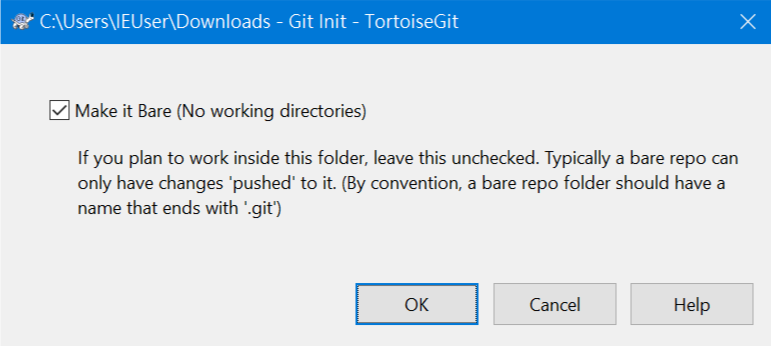 C:\Users\IEUser\Downloads - Git Init - TortoiseGit
Make it Bare (No working directories)
If you plan to work inside this folder, leave this unchecked. Typically a bare repo can
only have changes 'pushed' to it. (By convention, a bare repo folder should have a
name that ends with '.git')
OK Cancel Help